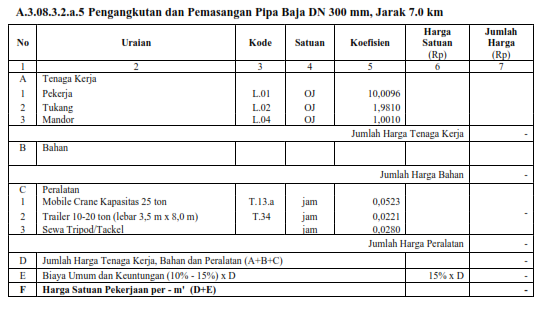 A.3.08.3.2.a.5 Pengangkutan dan Pemasangan Pipa Baja DN 300 mm, Jarak 7.0 km
No Uraian Kode Satuan Koefisien Harga Satuan (Rp) Jumlah Harga (Rp)
1 2 3 4 5 6 7
A Tenaga Kerja
1 Pekerja L.01 OJ 10,0096
2 Tukang L.02 OJ 1,9810
3 Mandor L.04 OJ 1,0010
Jumlah Harga Tenaga Kerja -
B Bahan
Jumlah Harga Bahan -
C Peralatan
1 Mobile Crane Kapasitas 25 ton T.13.a jam 0,0523
2 Trailer 10-20 ton (lebar 3,5 m x 8,0 m) T.34 jam 0,0221 -
3 Sewa Tripod/Tackel jam 0,0280
Jumlah Harga Peralatan -
D Jumlah Harga Tenaga Kerja, Bahan dan Peralatan (A+B+C) -
E Biaya Umum dan Keuntungan (10% - 15%) x D 15% x D -
F Harga Satuan Pekerjaan per - m' (D+E) -